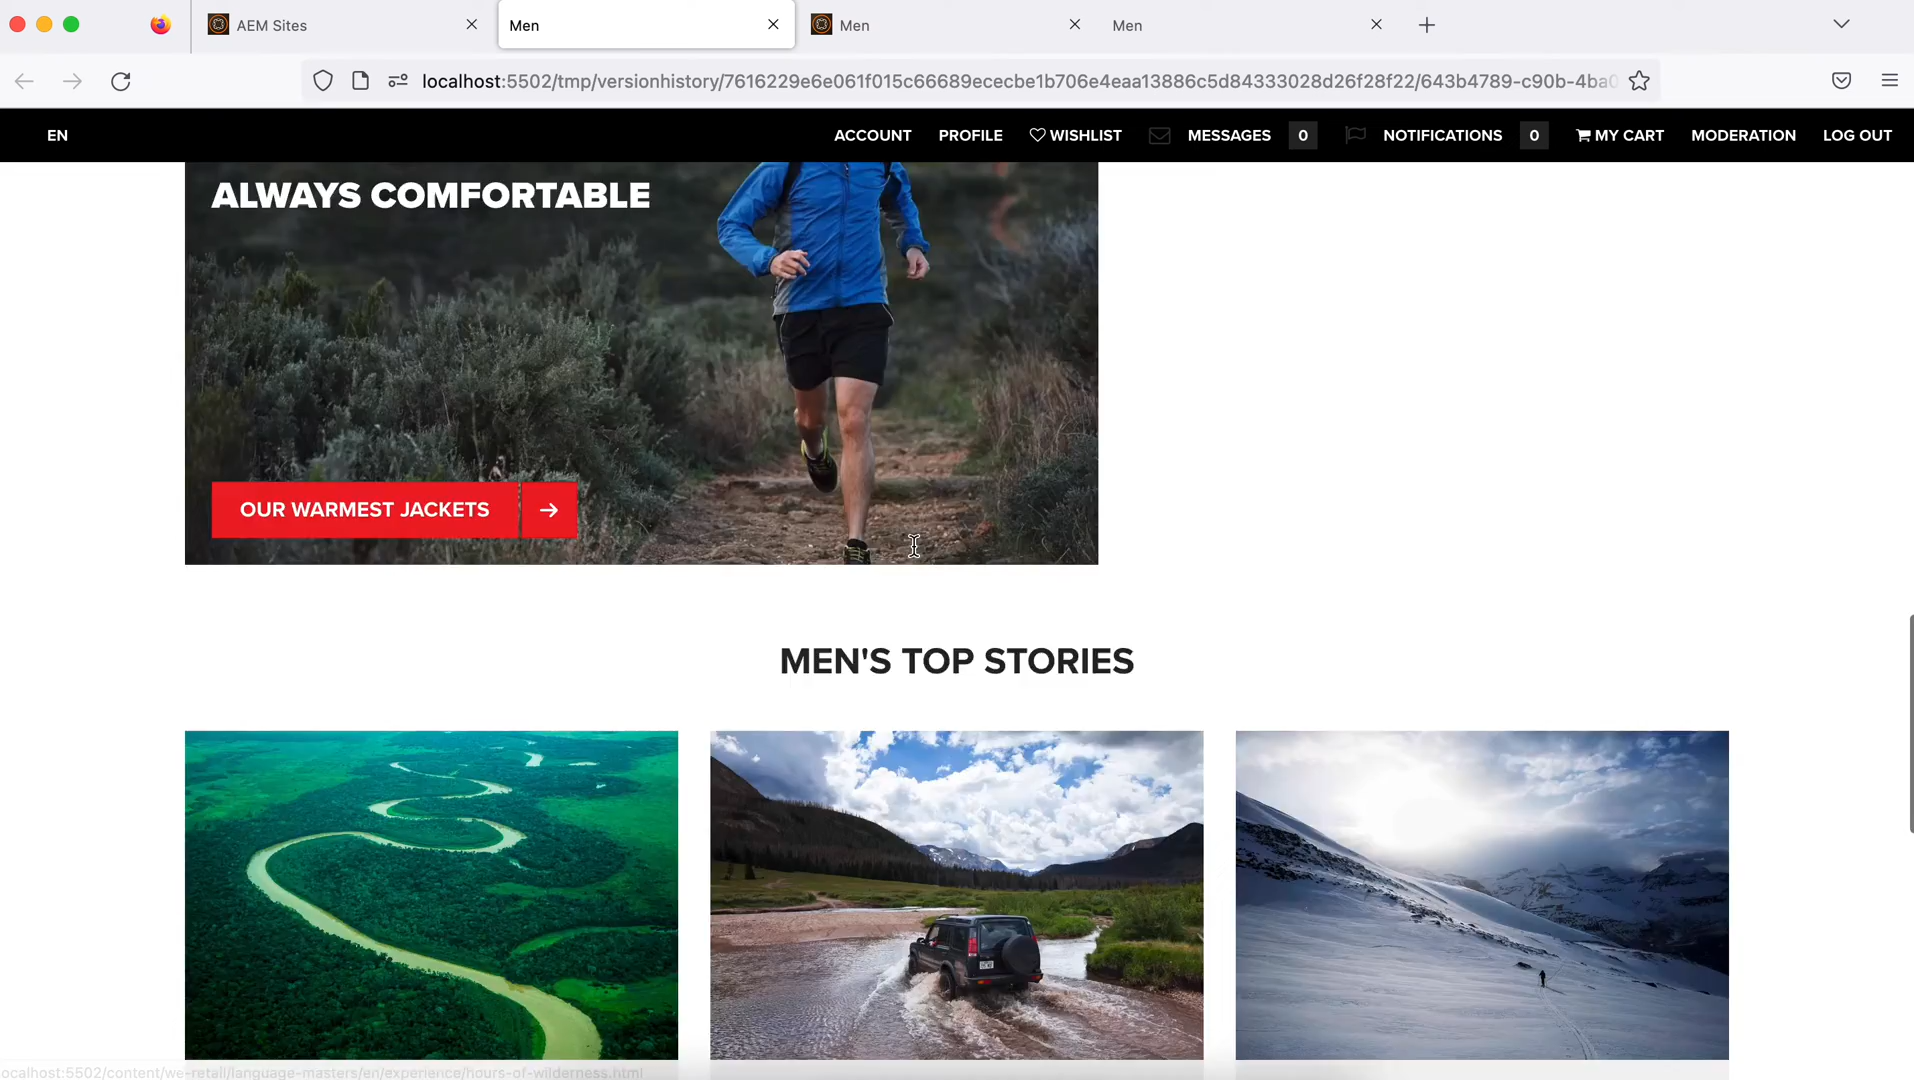 AEM Sites
Men
Men
Men
localhost:5502/tmp/versionhistory/7616229e6e061f015c66689ececbe1b706e4eaa13886c5d84333028d26f28f22/643b4789-c90b-4ba0
EN
ACCOUNT
PROFILE
WISHLIST
MESSAGES
0
NOTIFICATIONS
0
MY CART
MODERATION
LOG OUT
ALWAYS COMFORTABLE
OUR WARMEST JACKETS
MEN'S TOP STORIES
ocalhost:5502/content/we-retail/language-masters/en/experience/hours-of-wilderness.html